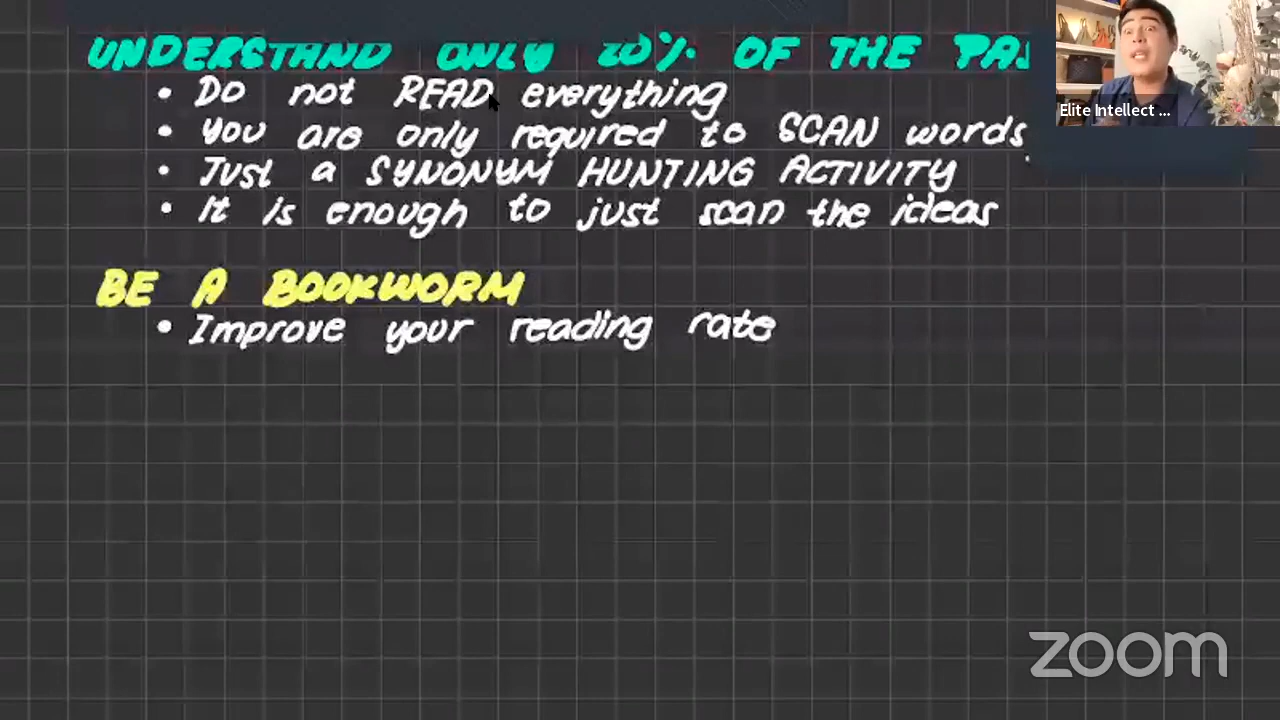 UNDERSTAND ONLY 20% OF THE PAS
• Do not READ everything
• You are only required to SCAN words
• Just a SYNONYM HUNTING ACTIVITY
• It is enough to just scan the ideas
BE A BOOKWORM
• Improve your reading rate
Elite Intellect ...
zoom